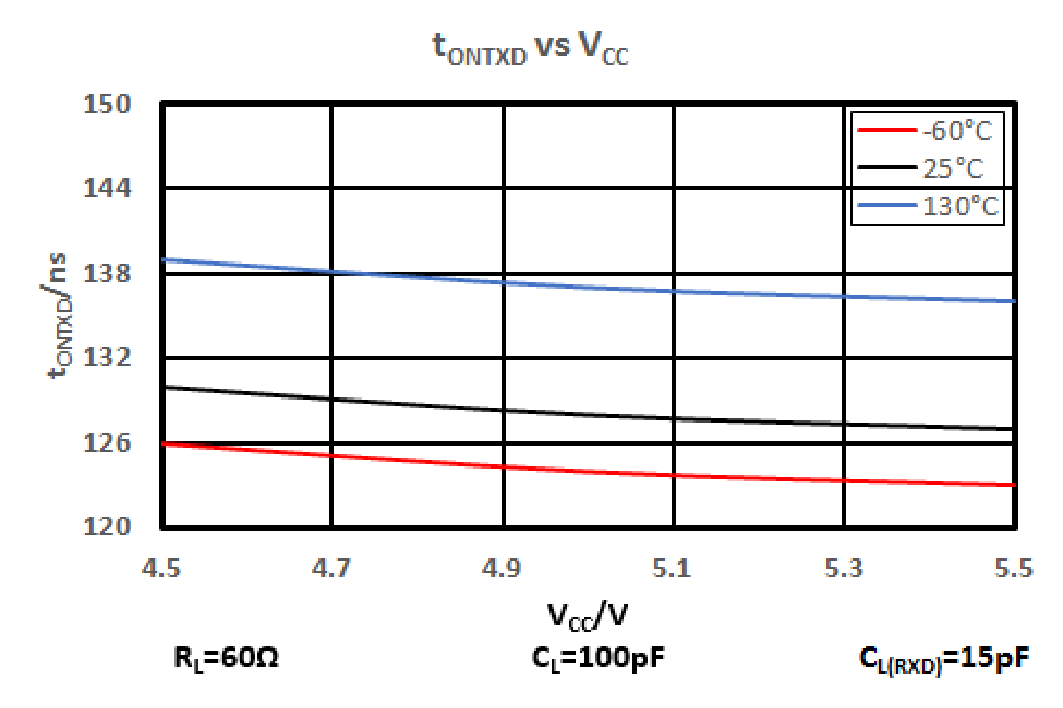 tONTXD vs VCC
150
-60°C
25°C
144
130°C
138
tONTXD/ns
132
126
120
4.5 4.7 4.9 5.1 5.3 5.5
VCC/V
RL=60Ω CL=100pF CL(RXD)=15pF